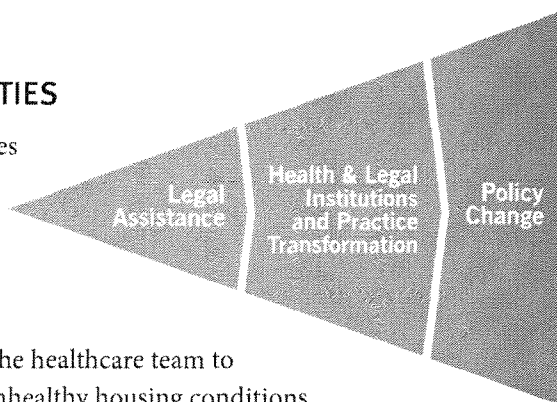 TIES
es
Legal
Assistance
Health & Legal
Institutions
and Practice
Transformation
Policy
Change
he healthcare team to
nhealthy housing conditions